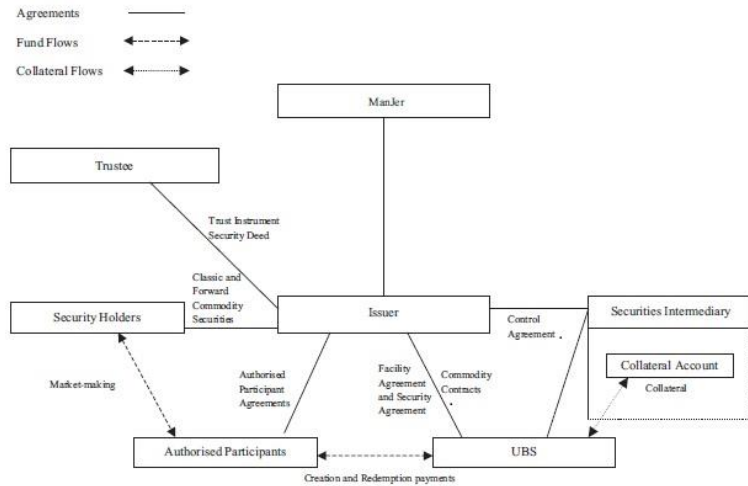 Agreements
Fund Flows
Collateral Flows
ManJer
Trustee
Trust Instrument
Security Deed
Classic and
Forward
Commodity
Securities
Security Holders
Issuer
Securities Intermediary
Control
Agreement
Collateral Account
Collateral
Market-making
Authorised
Participant
Agreements
Facility
Agreement
and Security
Agreement
Commodity
Contracts
Authorised Participants
UBS
Creation and Redemption payments